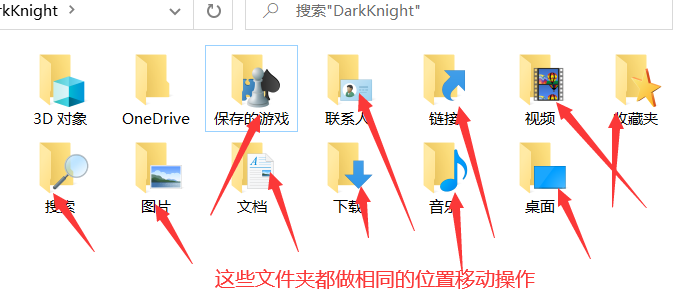 rkKnight
搜索"DarkKnight"
3D 对象 OneDrive 保存的游戏 联系人 链接 视频 收藏夹
搜索 图片 文档 下载 音乐 桌面
这些文件夹都做相同的位置移动操作